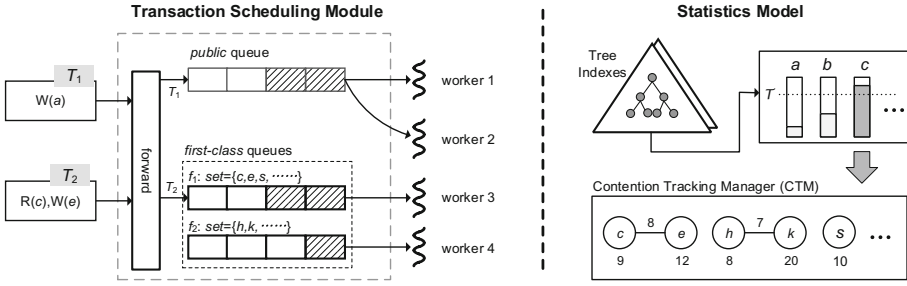 Transaction Scheduling Module
Statistics Model
public queue
T1
W(a)
T1
worker 1
worker 2
forward
T2
R(c),W(e)
T2
first-class queues
f1: set={c,e,s, ······}
worker 3
f2: set={h,k, ······}
worker 4
Tree
Indexes
a b c
T
...
Contention Tracking Manager (CTM)
c 8 e h 7 k s ...
9 12 8 20 10